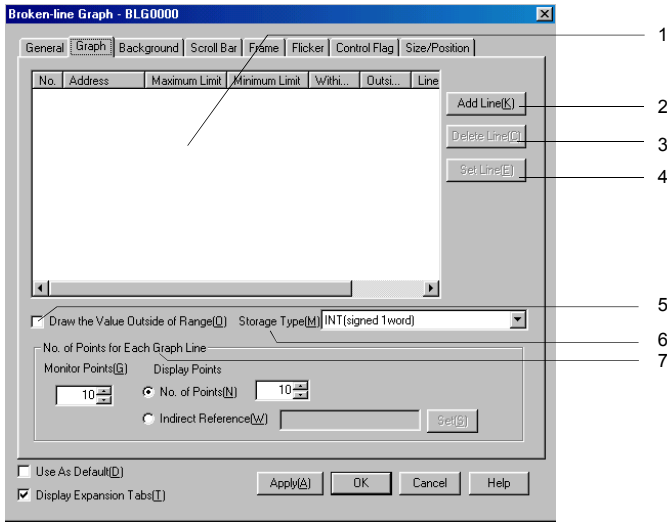 Broken-line Graph - BLG0000
General Graph Background Scroll Bar Frame Flicker Control Flag Size/Position
1
No. Address Maximum Limit Minimum Limit Withi... Outsi... Line
Add Line(K)
2
Delete Line(C)
3
Set Line(E)
4
5
Draw the Value Outside of Range(O) Storage Type(M) INT(signed 1word)
6
No. of Points for Each Graph Line
7
Monitor Points(G) Display Points
10 No. of Points(N) 10
Indirect Reference(W) Set(S)
Use As Default(D)
Display Expansion Tabs(T)
Apply(A) OK Cancel Help